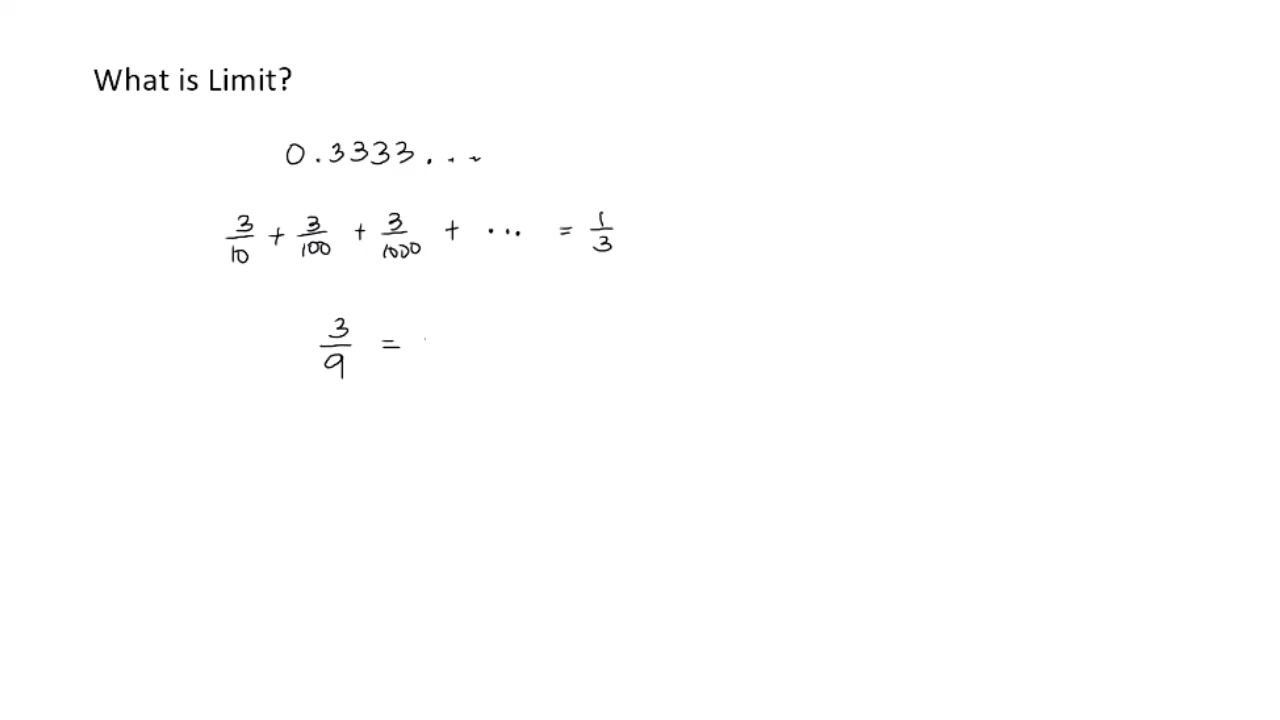 What is Limit?
0.3333...
3/10 + 3/100 + 3/1000 + ... = 1/3
3/9 =